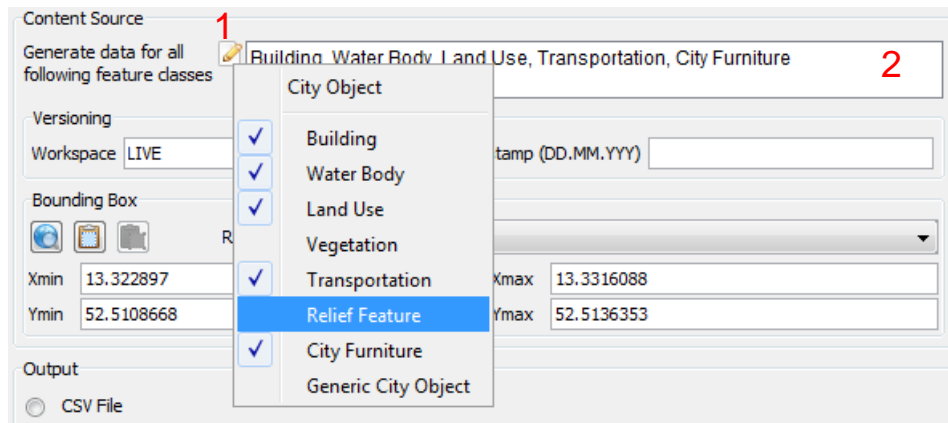 Content Source
1
Generate data for all
following feature classes
Building, Water Body, Land Use, Transportation, City Furniture
2
City Object
Versioning
Building
Workspace LIVE
stamp (DD.MM.YYY)
Water Body
Bounding Box
Land Use
R
Vegetation
Xmin 13.322897
Transportation
Xmax 13.3316088
Ymin 52.5108668
Relief Feature
Ymax 52.5136353
City Furniture
Output
Generic City Object
CSV File